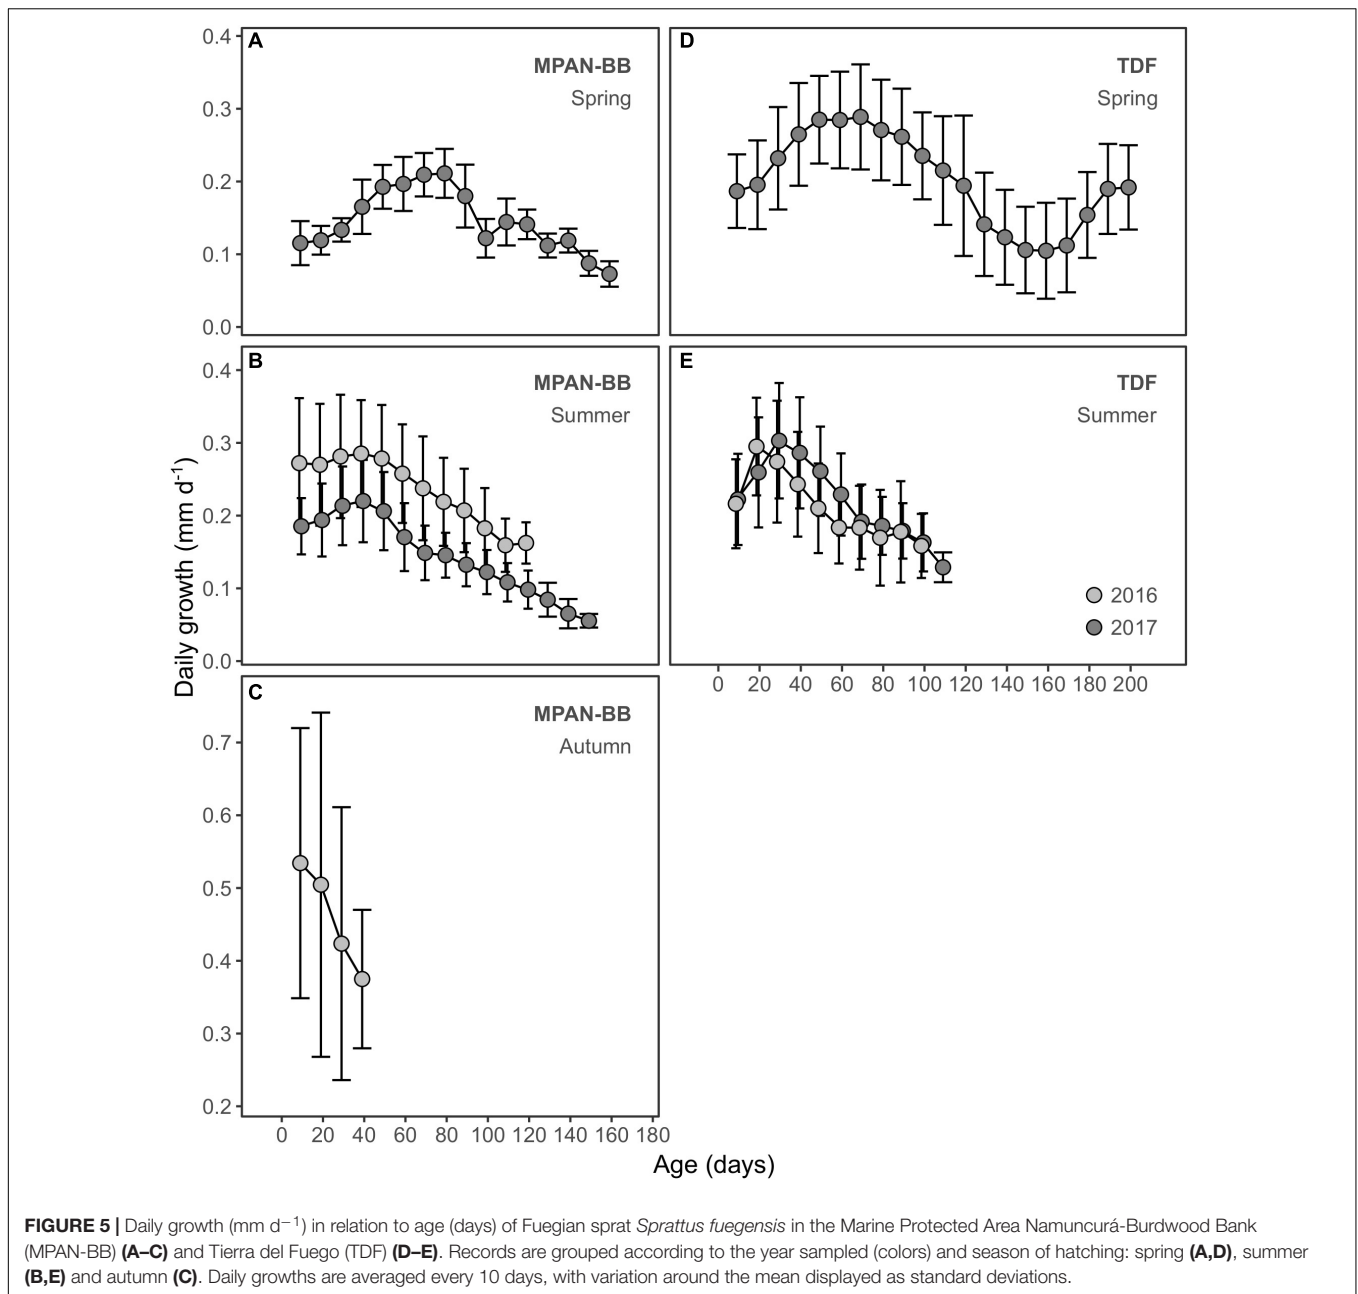 A
MPAN-BB
Spring
0.4
0.3
0.2
0.1
0.0
D
TDF
Spring
B
MPAN-BB
Summer
0.4
0.3
0.2
0.1
0.0
E
TDF
Summer
2016
2017
0 20 40 60 80 100 120 140 160 180 200
Daily growth (mm d-1)
C
MPAN-BB
Autumn
0.7
0.6
0.5
0.4
0.3
0.2
0 20 40 60 80 100 120 140 160 180
Age (days)
FIGURE 5 | Daily growth (mm d−1) in relation to age (days) of Fuegian sprat Sprattus fuegensis in the Marine Protected Area Namuncurá-Burdwood Bank
(MPAN-BB) (A–C) and Tierra del Fuego (TDF) (D–E). Records are grouped according to the year sampled (colors) and season of hatching: spring (A,D), summer
(B,E) and autumn (C). Daily growths are averaged every 10 days, with variation around the mean displayed as standard deviations.